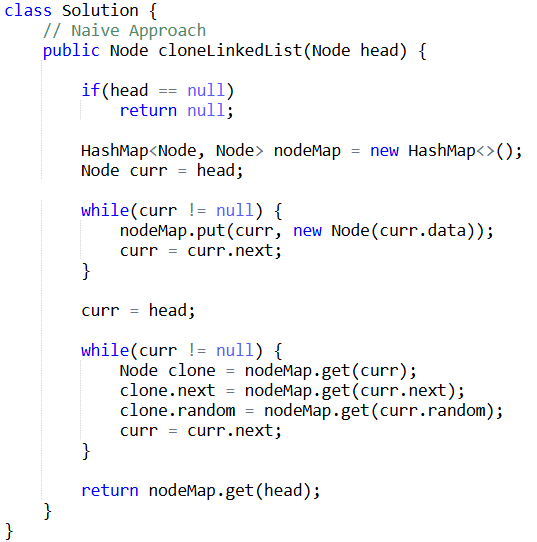 class Solution {
    // Naive Approach
    public Node cloneLinkedList(Node head) {

        if(head == null)
            return null;

        HashMap<Node, Node> nodeMap = new HashMap<>();
        Node curr = head;

        while(curr != null) {
            nodeMap.put(curr, new Node(curr.data));
            curr = curr.next;
        }

        curr = head;

        while(curr != null) {
            Node clone = nodeMap.get(curr);
            clone.next = nodeMap.get(curr.next);
            clone.random = nodeMap.get(curr.random);
            curr = curr.next;
        }

        return nodeMap.get(head);
    }
}